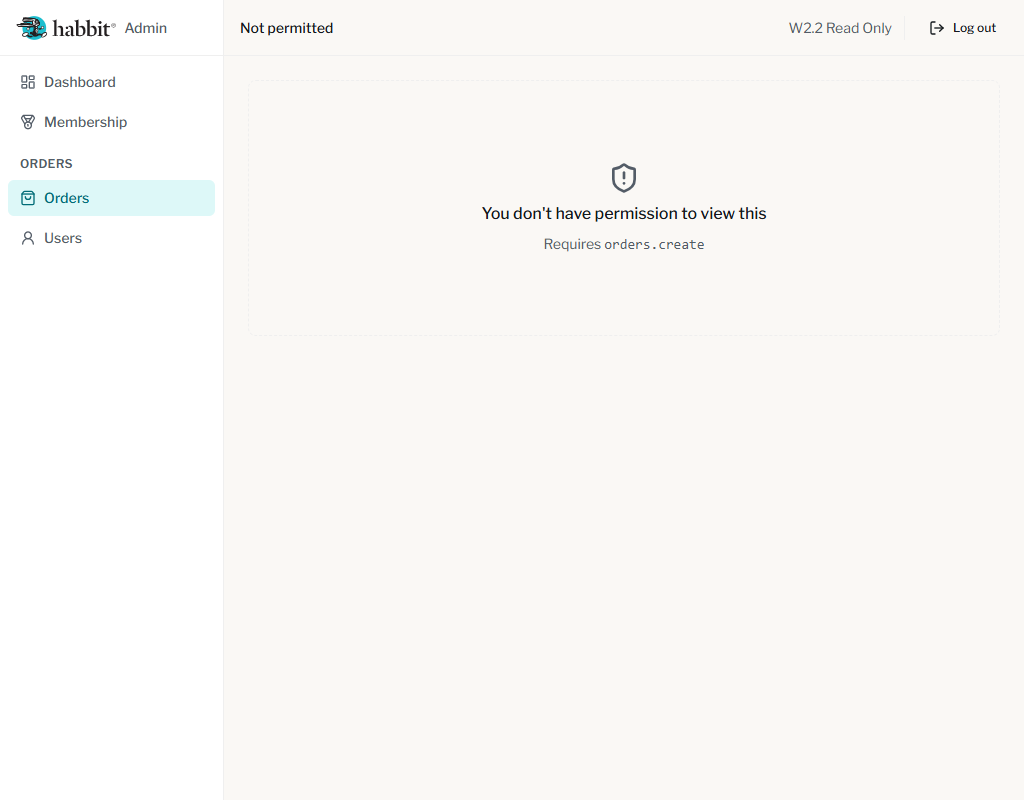 habbit® Admin
Not permitted
W2.2 Read Only
Log out
Dashboard
Membership
ORDERS
Orders
Users
You don't have permission to view this
Requires orders.create